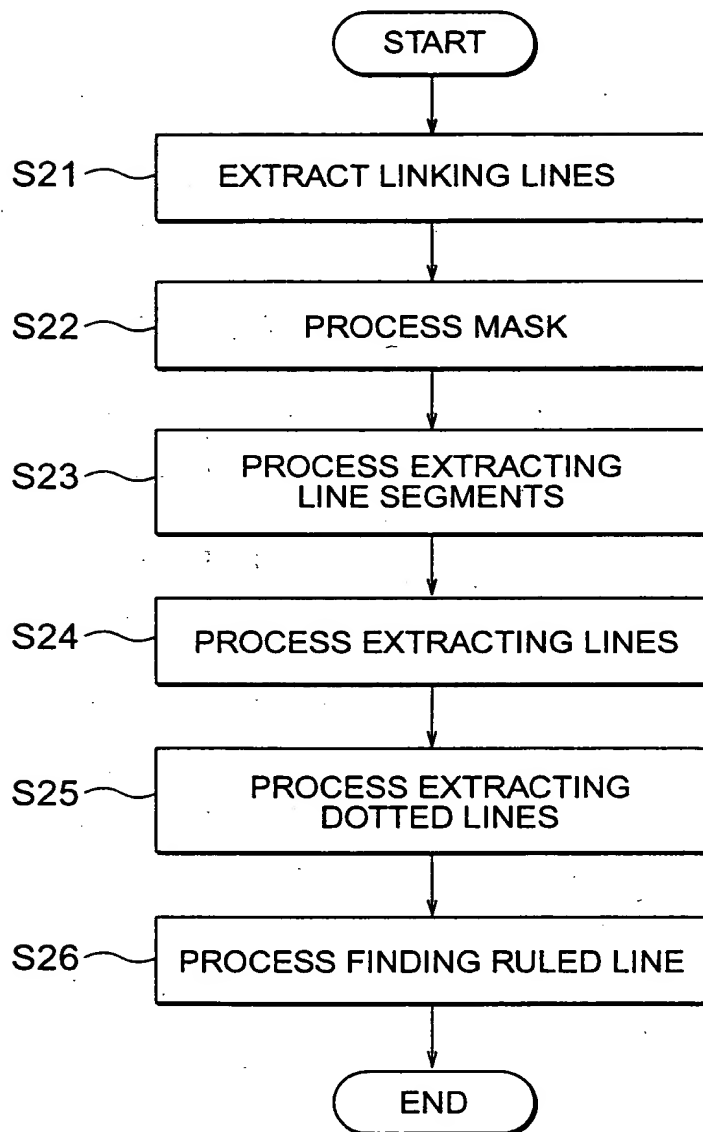 START
S21 EXTRACT LINKING LINES
S22 PROCESS MASK
S23 PROCESS EXTRACTING
LINE SEGMENTS
S24 PROCESS EXTRACTING LINES
S25 PROCESS EXTRACTING
DOTTED LINES
S26 PROCESS FINDING RULED LINE
END